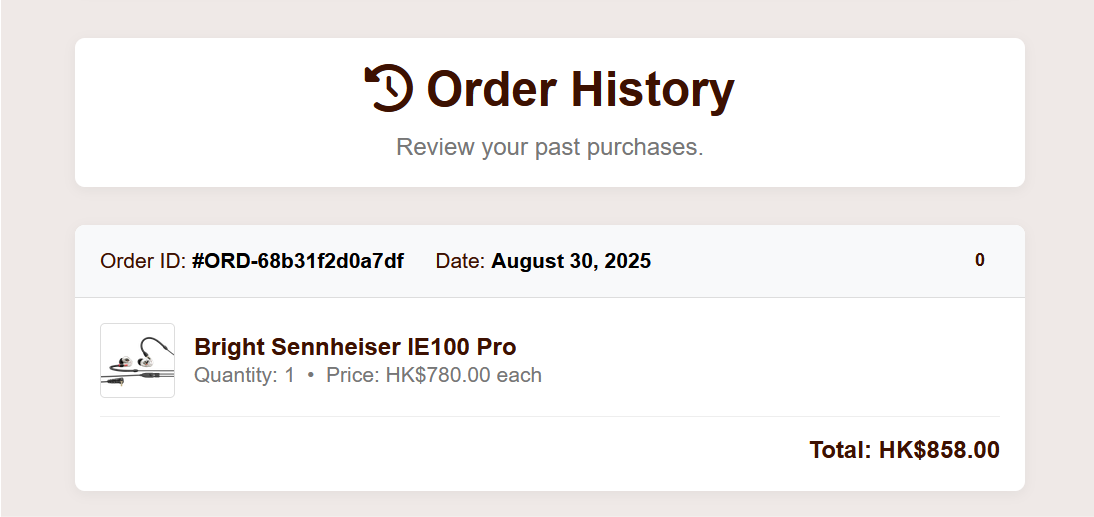 Order History
Review your past purchases.
Order ID: #ORD-68b31f2d0a7df Date: August 30, 2025 0
Bright Sennheiser IE100 Pro
Quantity: 1 • Price: HK$780.00 each
Total: HK$858.00